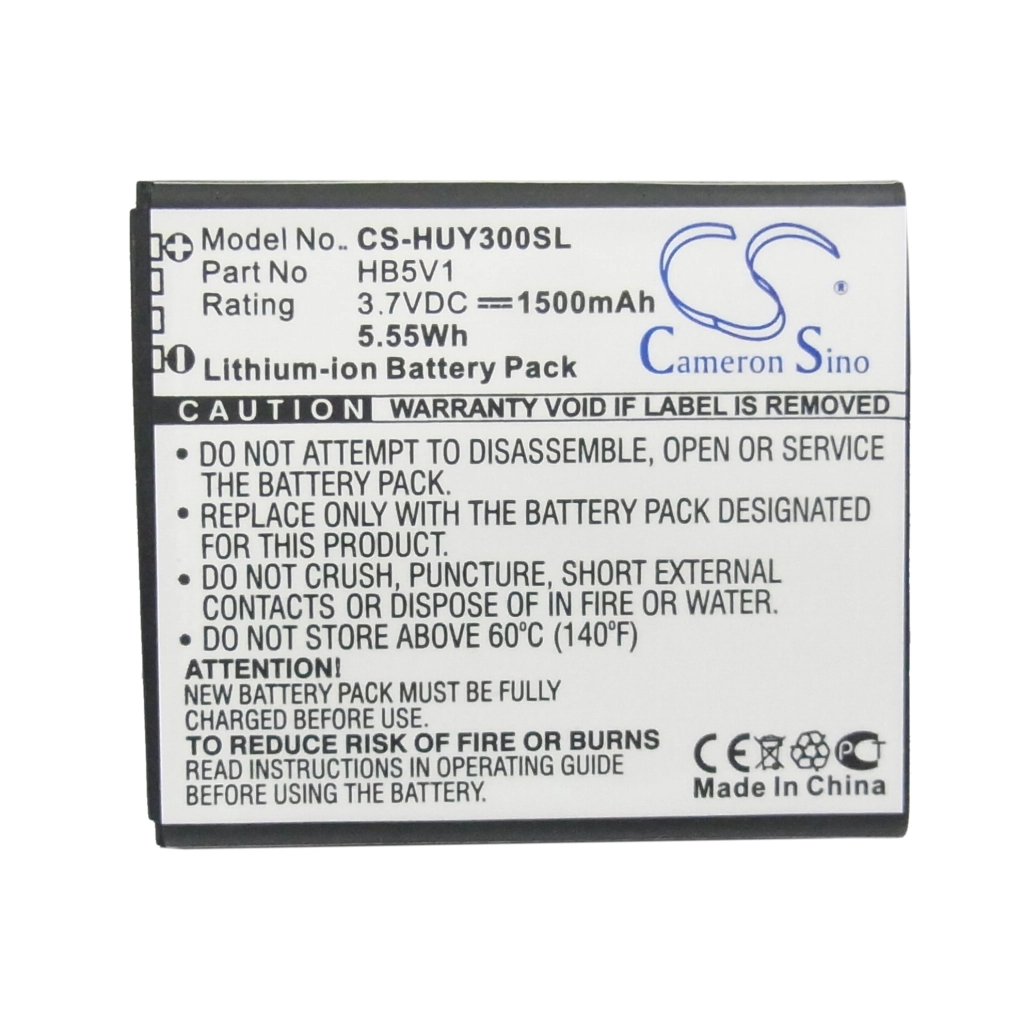 Model No.. CS-HUY300SL
Part No HB5V1
Rating 3.7VDC ⎓1500mAh
5.55Wh
Lithium-ion Battery Pack
CS ®
Cameron Sino
CAUTION WARRANTY VOID IF LABEL IS REMOVED
• DO NOT ATTEMPT TO DISASSEMBLE, OPEN OR SERVICE
THE BATTERY PACK.
• REPLACE ONLY WITH THE BATTERY PACK DESIGNATED
FOR THIS PRODUCT.
• DO NOT CRUSH, PUNCTURE, SHORT EXTERNAL
CONTACTS OR DISPOSE OF IN FIRE OR WATER.
• DO NOT STORE ABOVE 60°C (140°F)
ATTENTION!
NEW BATTERY PACK MUST BE FULLY
CHARGED BEFORE USE.
TO REDUCE RISK OF FIRE OR BURNS
READ INSTRUCTIONS IN OPERATING GUIDE
BEFORE USING THE BATTERY.
CE PCT
Made In China